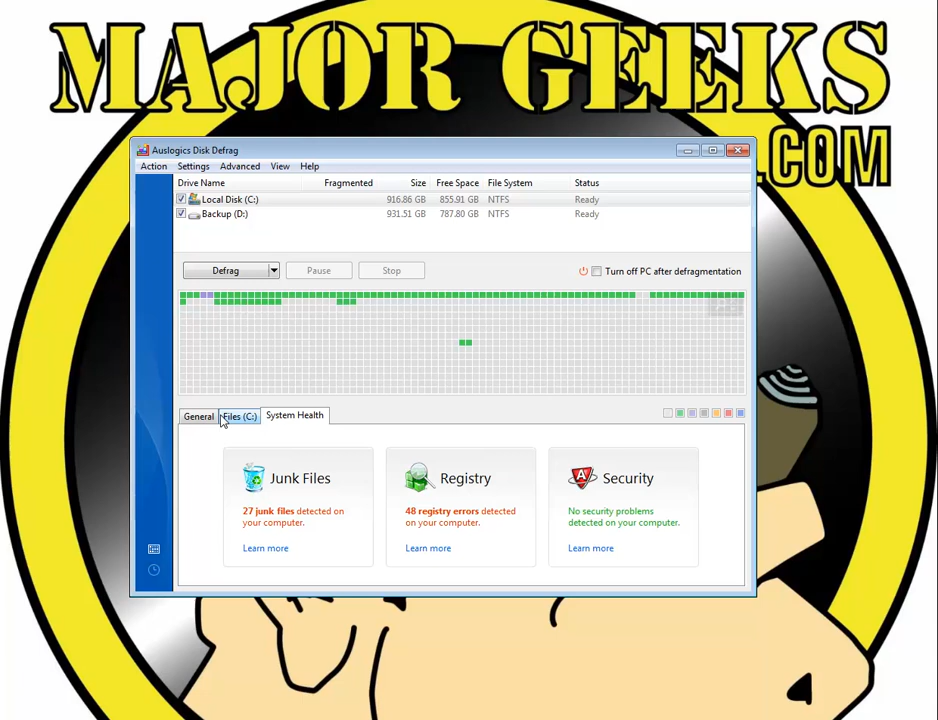 MAJOR GEEKS
.COM
Auslogics Disk Defrag
Action Settings Advanced View Help
Drive Name Fragmented Size Free Space File System Status
Local Disk (C:) 916.86 GB 855.91 GB NTFS Ready
Backup (D:) 931.51 GB 787.80 GB NTFS Ready
Defrag Pause Stop Turn off PC after defragmentation
General Files (C:) System Health
Junk Files
27 junk files detected on
your computer.
Learn more
Registry
48 registry errors detected
on your computer.
Learn more
Security
No security problems
detected on your computer.
Learn more